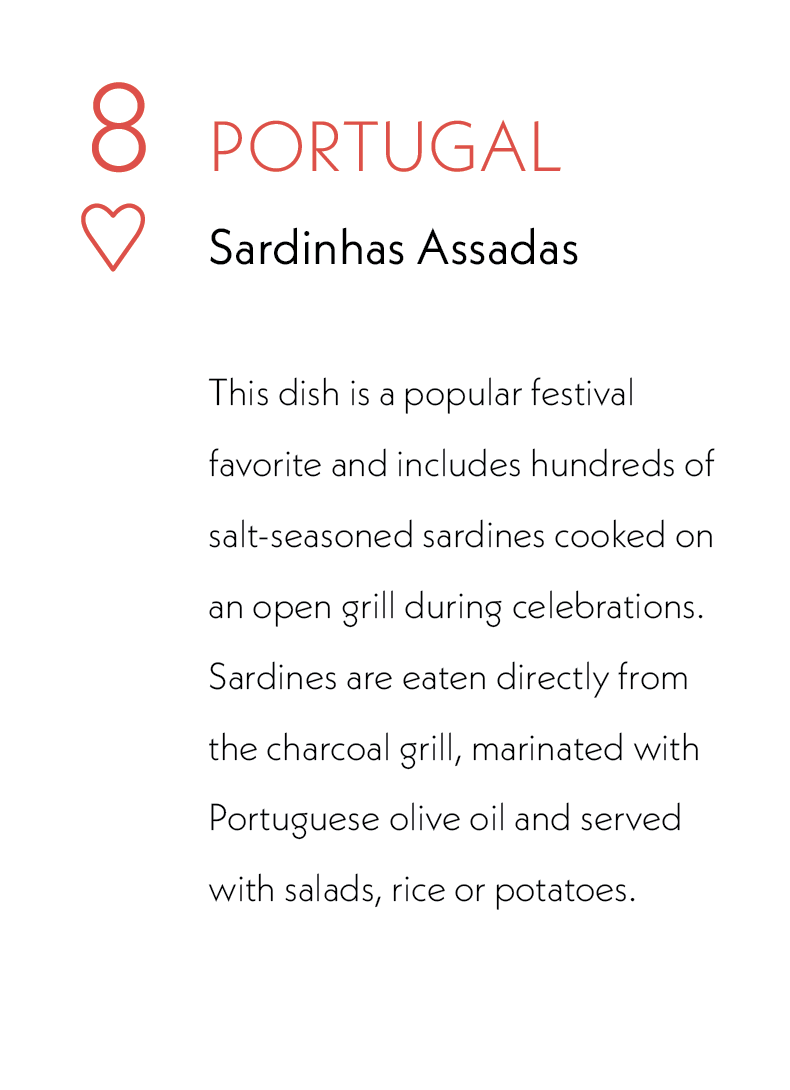 8
PORTUGAL
Sardinhas Assadas
This dish is a popular festival
favorite and includes hundreds of
salt-seasoned sardines cooked on
an open grill during celebrations.
Sardines are eaten directly from
the charcoal grill, marinated with
Portuguese olive oil and served
with salads, rice or potatoes.